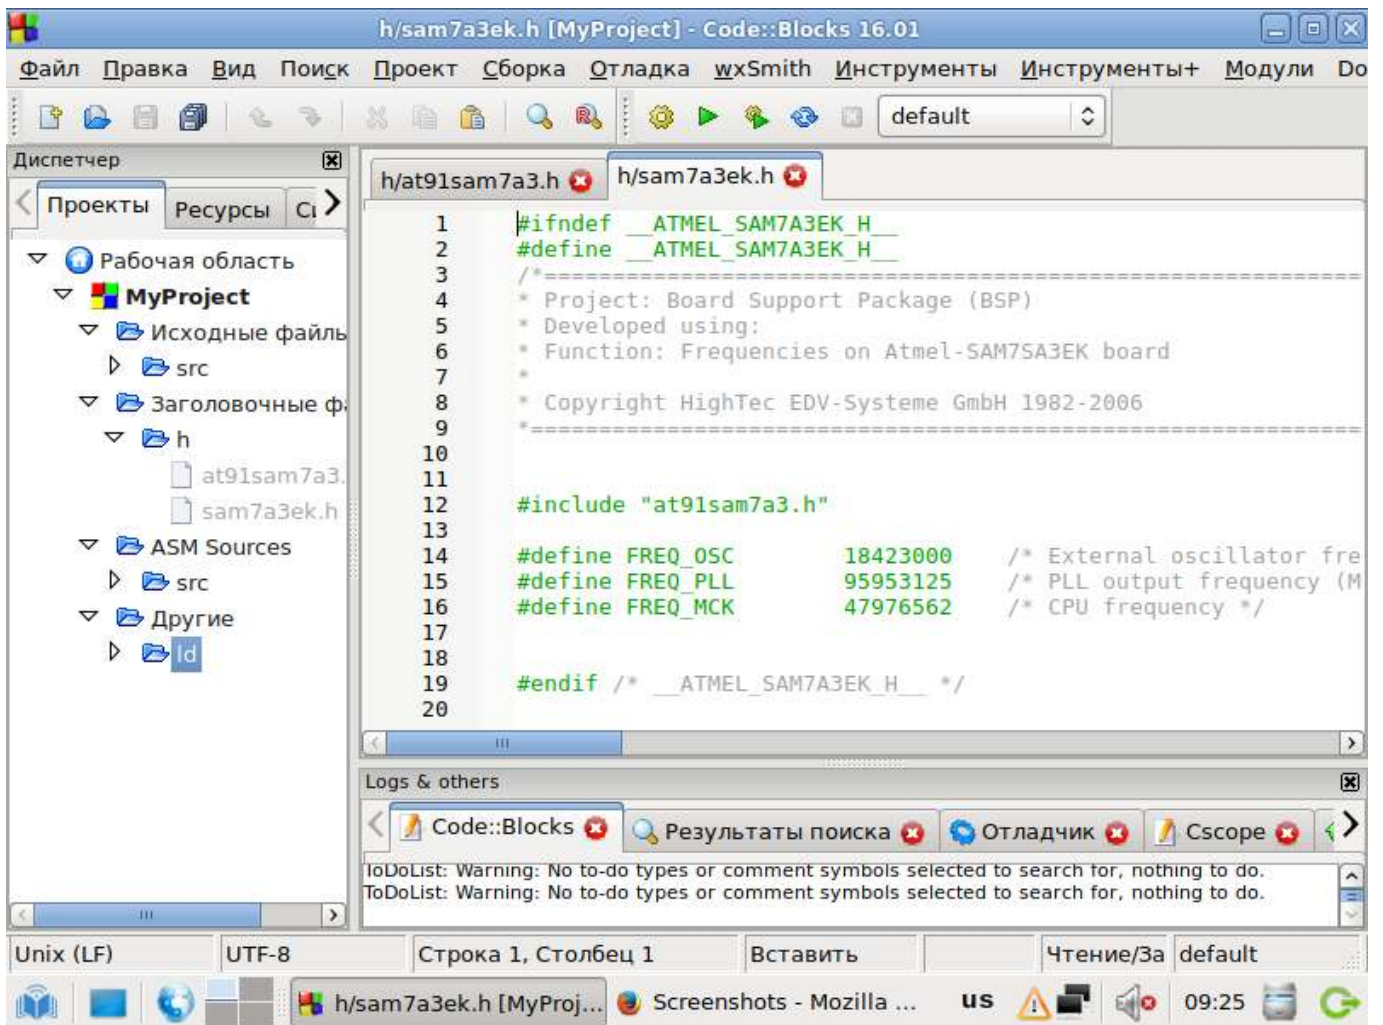 h/sam7a3ek.h [MyProject] - Code::Blocks 16.01
Файл Правка Вид Поиск Проект Сборка Отладка wxSmith Инструменты Инструменты+ Модули Do
default
Диспетчер
Проекты Ресурсы
h/at91sam7a3.h h/sam7a3ek.h
Рабочая область
MyProject
Исходные файль
src
Заголовочные ф
h
at91sam7a3.
sam7a3ek.h
ASM Sources
src
Другие
ld
1 #ifndef __ATMEL_SAM7A3EK_H__
2 #define __ATMEL_SAM7A3EK_H__
3 /*============================================================
4 * Project: Board Support Package (BSP)
5 * Developed using:
6 * Function: Frequencies on Atmel-SAM7SA3EK board
7 *
8 * Copyright HighTec EDV-Systeme GmbH 1982-2006
9 *=============================================================
10
11
12 #include "at91sam7a3.h"
13
14 #define FREQ_OSC 18423000 /* External oscillator fre
15 #define FREQ_PLL 95953125 /* PLL output frequency (M
16 #define FREQ_MCK 47976562 /* CPU frequency */
17
18
19 #endif /* __ATMEL_SAM7A3EK_H__ */
20
Logs & others
Code::Blocks Результаты поиска Отладчик Cscope
ToDoList: Warning: No to-do types or comment symbols selected to search for, nothing to do.
ToDoList: Warning: No to-do types or comment symbols selected to search for, nothing to do.
Unix (LF) UTF-8 Строка 1, Столбец 1 Вставить Чтение/За default
h/sam7a3ek.h [MyProj... Screenshots - Mozilla ... us 09:25